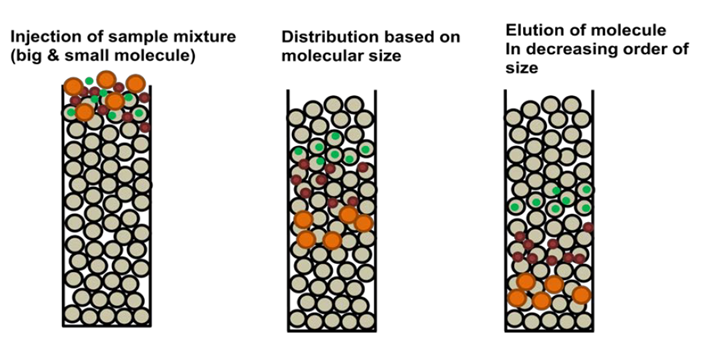 Injection of sample mixture
(big & small molecule)
Distribution based on
molecular size
Elution of molecule
In decreasing order of
size